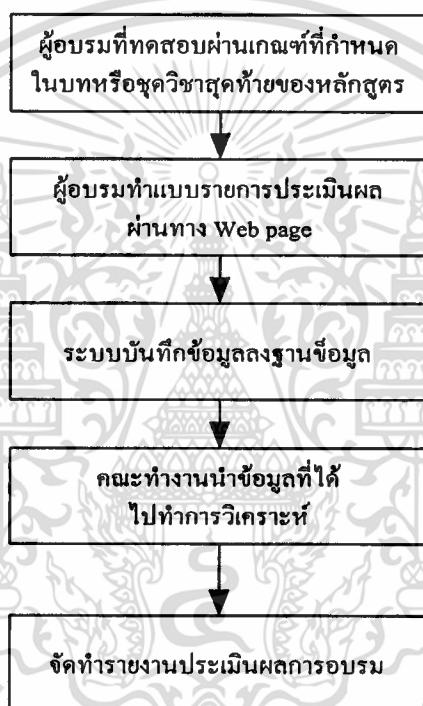 ผู้อบรมที่ทดสอบผ่านเกณฑ์ที่กำหนด
ในบทหรือชุดวิชาสุดท้ายของหลักสูตร
ผู้อบรมทำแบบรายการประเมินผล
ผ่านทาง Web page
ระบบบันทึกข้อมูลลงฐานข้อมูล
คณะทำงานนำข้อมูลที่ได้
ไปทำการวิเคราะห์
จัดทำรายงานประเมินผลการอบรม